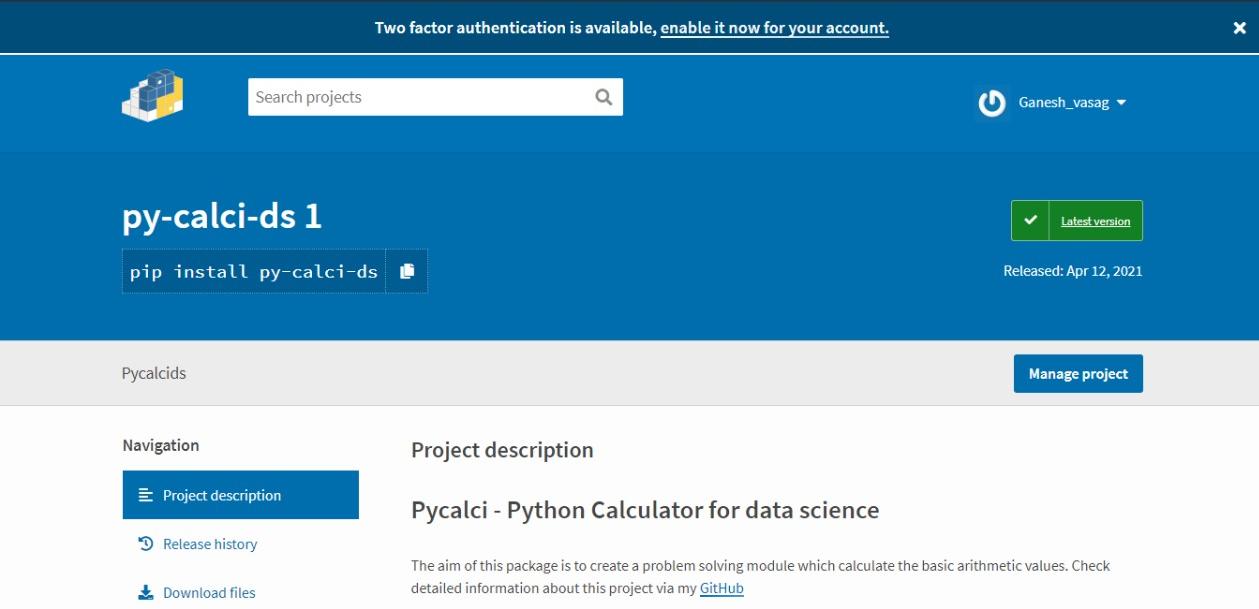 Two factor authentication is available, enable it now for your account.
Search projects
Ganesh_vasag
py-calci-ds 1
Latest version
pip install py-calci-ds
Released: Apr 12, 2021
Pycalcids
Manage project
Navigation
Project description
Release history
Download files
Project description
Pycalci - Python Calculator for data science
The aim of this package is to create a problem solving module which calculate the basic arithmetic values. Check
detailed information about this project via my GitHub